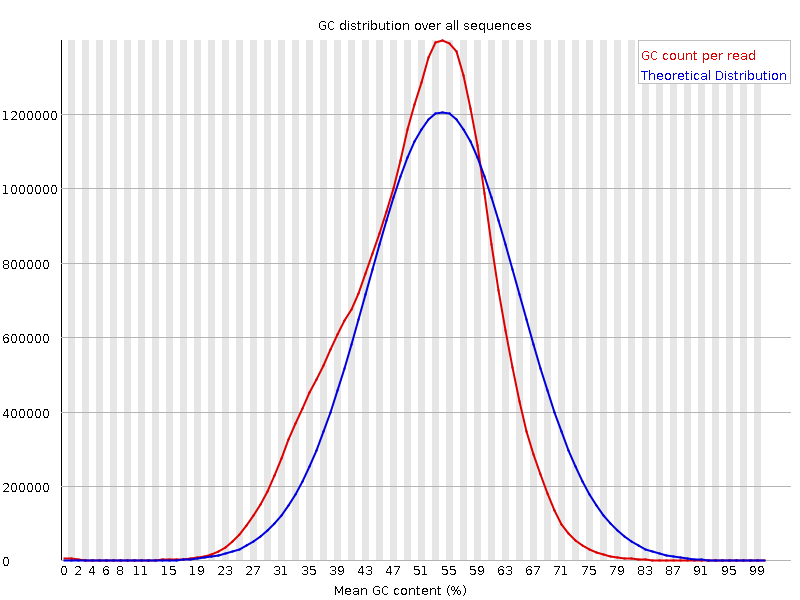 GC distribution over all sequences
GC count per read
Theoretical Distribution
1200000
1000000
800000
600000
400000
200000
0
0 2 4 6 8 11 15 19 23 27 31 35 39 43 47 51 55 59 63 67 71 75 79 83 87 91 95 99
Mean GC content (%)